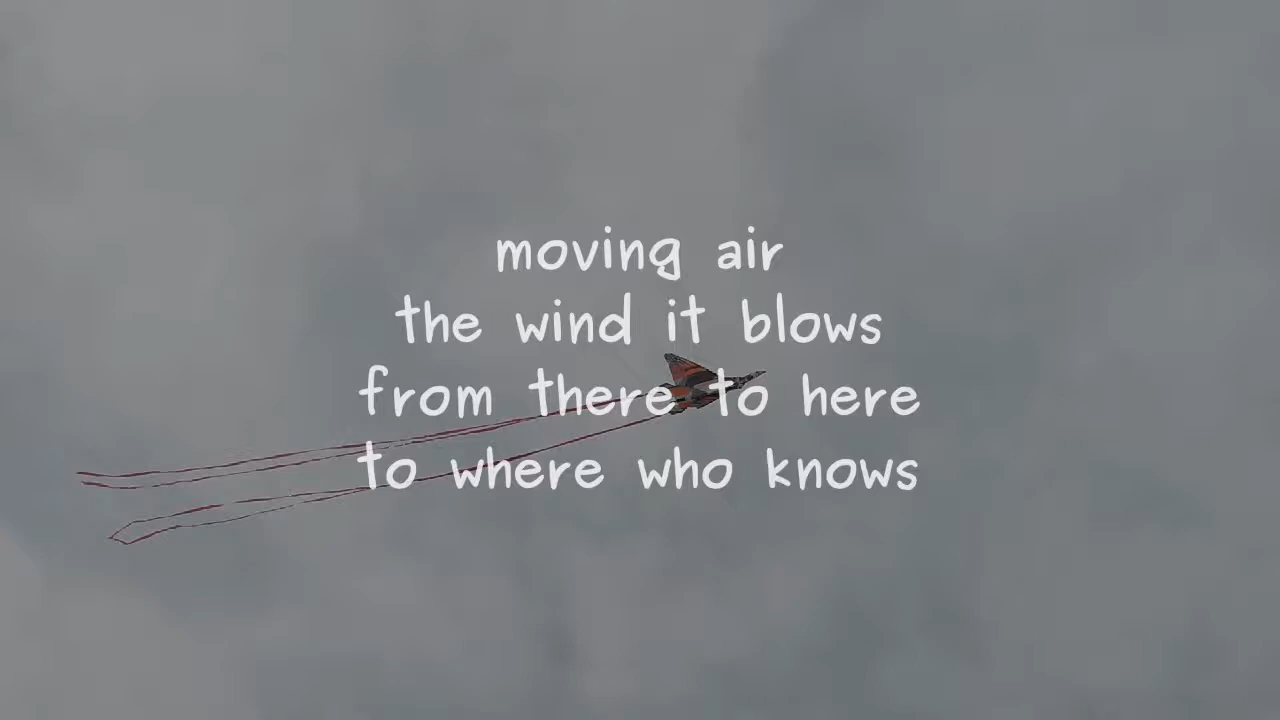 moving air
the wind it blows
from there to here
to where who knows